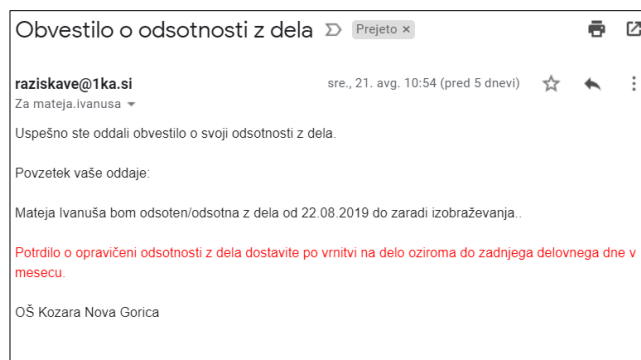 Obvestilo o odsotnosti z dela Prejeto ×
raziskave@1ka.si sre., 21. avg. 10:54 (pred 5 dnevi)
Za mateja.ivanusa
Uspešno ste oddali obvestilo o svoji odsotnosti z dela.
Povzetek vaše oddaje:
Mateja Ivanuša bom odsoten/odsotna z dela od 22.08.2019 do zaradi izobraževanja..
Potrdilo o opravičeni odsotnosti z dela dostavite po vrnitvi na delo oziroma do zadnjega delovnega dne v
mesecu.
OŠ Kozara Nova Gorica